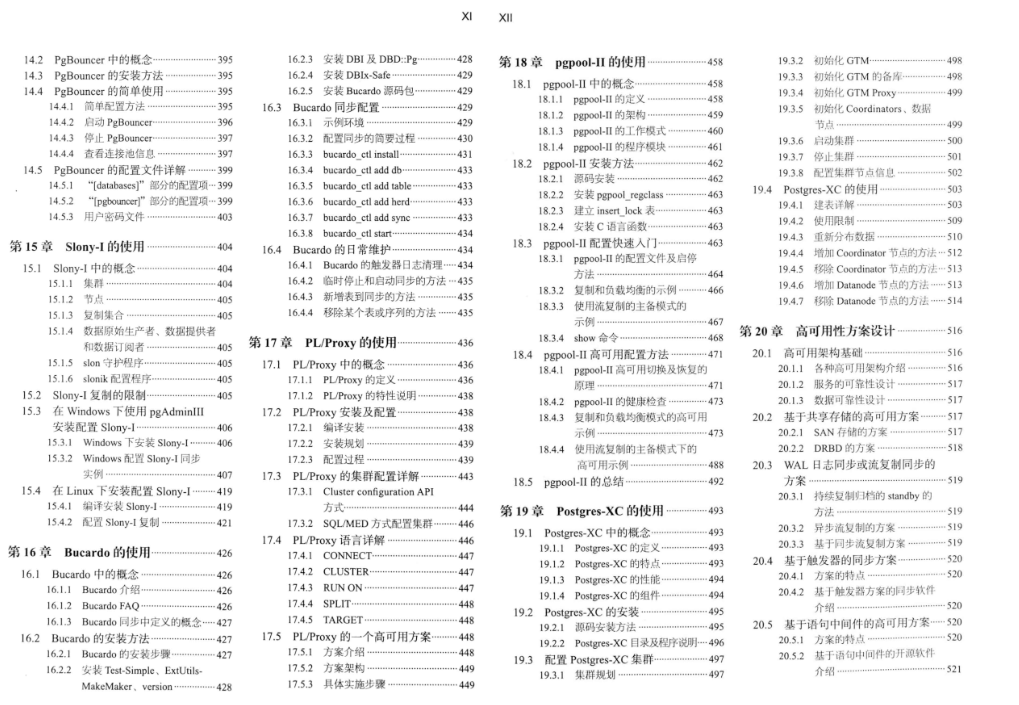 XI
14.2 PgBouncer 中的概念 395
14.3 PgBouncer 的安装方法 395
14.4 PgBouncer 的简单使用 395
14.4.1 简单配置方法 395
14.4.2 启动 PgBouncer 396
14.4.3 停止 PgBouncer 397
14.4.4 查看连接池信息 397
14.5 PgBouncer 的配置文件详解 399
14.5.1 “[databases]”部分的配置项 399
14.5.2 “[pgbouncer]”部分的配置项 399
14.5.3 用户密码文件 403
第 15 章 Slony-I 的使用 404
15.1 Slony-I 中的概念 404
15.1.1 集群 404
15.1.2 节点 405
15.1.3 复制集合 405
15.1.4 数据原始生产者、数据提供者
和数据订阅者 405
15.1.5 slon 守护程序 405
15.1.6 slonik 配置程序 405
15.2 Slony-I 复制的限制 405
15.3 在 Windows 下使用 pgAdminIII
安装配置 Slony-I 406
15.3.1 Windows 下安装 Slony-I 406
15.3.2 Windows 配置 Slony-I 同步
实例 407
15.4 在 Linux 下安装配置 Slony-I 419
15.4.1 编译安装 Slony-I 419
15.4.2 配置 Slony-I 复制 421
第 16 章 Bucardo 的使用 426
16.1 Bucardo 中的概念 426
16.1.1 Bucardo 介绍 426
16.1.2 Bucardo FAQ 426
16.1.3 Bucardo 同步中定义的概念 427
16.2 Bucardo 的安装方法 427
16.2.1 Bucardo 的安装步骤 427
16.2.2 安装 Test-Simple、ExtUtils-
MakeMaker、version 428
16.2.3 安装 DBI 及 DBD::Pg 428
16.2.4 安装 DBIx-Safe 429
16.2.5 安装 Bucardo 源码包 429
16.3 Bucardo 同步配置 429
16.3.1 示例环境 429
16.3.2 配置同步的简要过程 430
16.3.3 bucardo_ctl install 431
16.3.4 bucardo_ctl add db 433
16.3.5 bucardo_ctl add table 433
16.3.6 bucardo_ctl add herd 433
16.3.7 bucardo_ctl add sync 433
16.3.8 bucardo_ctl start 434
16.4 Bucardo 的日常维护 434
16.4.1 Bucardo 的触发器日志清理 434
16.4.2 临时停止和启动同步的方法 435
16.4.3 新增表到同步的方法 435
16.4.4 移除某个表或序列的方法 435
第 17 章 PL/Proxy 的使用 436
17.1 PL/Proxy 中的概念 436
17.1.1 PL/Proxy 的定义 436
17.1.2 PL/Proxy 的特性说明 438
17.2 PL/Proxy 安装及配置 438
17.2.1 编译安装 438
17.2.2 安装规划 439
17.2.3 配置过程 439
17.3 PL/Proxy 的集群配置详解 443
17.3.1 Cluster configuration API
方式 444
17.3.2 SQL/MED 方式配置集群 446
17.4 PL/Proxy 语言详解 446
17.4.1 CONNECT 447
17.4.2 CLUSTER 447
17.4.3 RUN ON 447
17.4.4 SPLIT 448
17.4.5 TARGET 448
17.5 PL/Proxy 的一个高可用方案 448
17.5.1 方案介绍 448
17.5.2 方案架构 449
17.5.3 具体实施步骤 449
XII
第 18 章 pgpool-II 的使用 458
18.1 pgpool-II 中的概念 458
18.1.1 pgpool-II 的定义 458
18.1.2 pgpool-II 的架构 459
18.1.3 pgpool-II 的工作模式 460
18.1.4 pgpool-II 的程序模块 461
18.2 pgpool-II 安装方法 462
18.2.1 源码安装 462
18.2.2 安装 pgpool_regclass 463
18.2.3 建立 insert_lock 表 463
18.2.4 安装 C 语言函数 463
18.3 pgpool-II 配置快速入门 463
18.3.1 pgpool-II 的配置文件及启停
方法 464
18.3.2 复制和负载均衡的示例 466
18.3.3 使用流复制的主备模式的
示例 467
18.3.4 show 命令 468
18.4 pgpool-II 高可用配置方法 471
18.4.1 pgpool-II 高可用切换及恢复的
原理 471
18.4.2 pgpool-II 的健康检查 473
18.4.3 复制和负载均衡模式的高可用
示例 473
18.4.4 使用流复制的主备模式下的
高可用示例 488
18.5 pgpool-II 的总结 492
第 19 章 Postgres-XC 的使用 493
19.1 Postgres-XC 中的概念 493
19.1.1 Postgres-XC 的定义 493
19.1.2 Postgres-XC 的特点 493
19.1.3 Postgres-XC 的性能 494
19.1.4 Postgres-XC 的组件 494
19.2 Postgres-XC 的安装 495
19.2.1 源码安装方法 495
19.2.2 Postgres-XC 目录及程序说明 496
19.3 配置 Postgres-XC 集群 497
19.3.1 集群规划 497
19.3.2 初始化 GTM 498
19.3.3 初始化 GTM 的备库 498
19.3.4 初始化 GTM Proxy 499
19.3.5 初始化 Coordinators、数据
节点 499
19.3.6 启动集群 500
19.3.7 停止集群 501
19.3.8 配置集群节点信息 502
19.4 Postgres-XC 的使用 503
19.4.1 建表详解 503
19.4.2 使用限制 509
19.4.3 重新分布数据 510
19.4.4 增加 Coordinator 节点的方法 512
19.4.5 移除 Coordinator 节点的方法 513
19.4.6 增加 Datanode 节点的方法 513
19.4.7 移除 Datanode 节点的方法 514
第 20 章 高可用性方案设计 516
20.1 高可用架构基础 516
20.1.1 各种高可用架构介绍 516
20.1.2 服务的可靠性设计 517
20.1.3 数据可靠性设计 517
20.2 基于共享存储的高可用方案 517
20.2.1 SAN 存储的方案 517
20.2.2 DRBD 的方案 518
20.3 WAL 日志同步或流复制同步的
方案 519
20.3.1 持续复制归档的 standby 的
方法 519
20.3.2 异步流复制的方案 519
20.3.3 基于同步流复制方案 519
20.4 基于触发器的同步方案 520
20.4.1 方案的特点 520
20.4.2 基于触发器方案的同步软件
介绍 520
20.5 基于语句中间件的高可用方案 520
20.5.1 方案的特点 520
20.5.2 基于语句中间件的开源软件
介绍 521